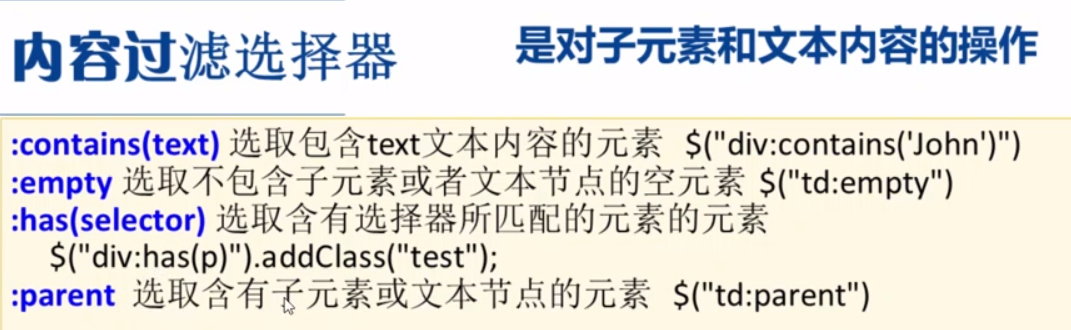 内容过滤选择器
是对子元素和文本内容的操作
:contains(text) 选取包含text文本内容的元素 $("div:contains('John')")
:empty 选取不包含子元素或者文本节点的空元素 $("td:empty")
:has(selector) 选取含有选择器所匹配的元素的元素
$("div:has(p)").addClass("test");
:parent 选取含有子元素或文本节点的元素 $("td:parent")